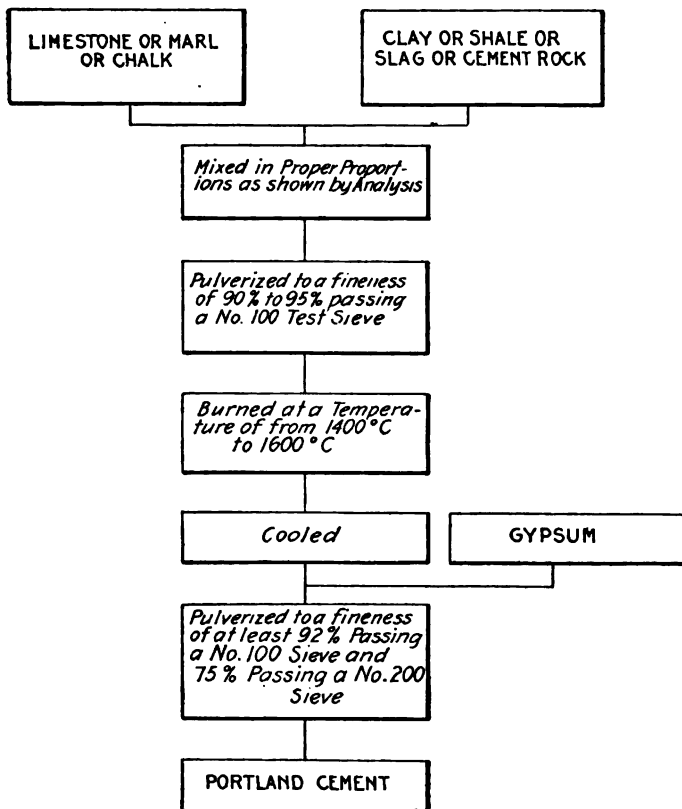 LIMESTONE OR MARL
OR CHALK
CLAY OR SHALE OR
SLAG OR CEMENT ROCK
Mixed in Proper Proport-
ions as shown by Analysis
Pulverized to a fineness
of 90% to 95% passing
a No. 100 Test Sieve
Burned at a Tempera-
ture of from 1400°C
to 1600°C
Cooled
GYPSUM
Pulverized to a fineness
of at least 92% Passing
a No. 100 Sieve and
75% Passing a No. 200
Sieve
PORTLAND CEMENT